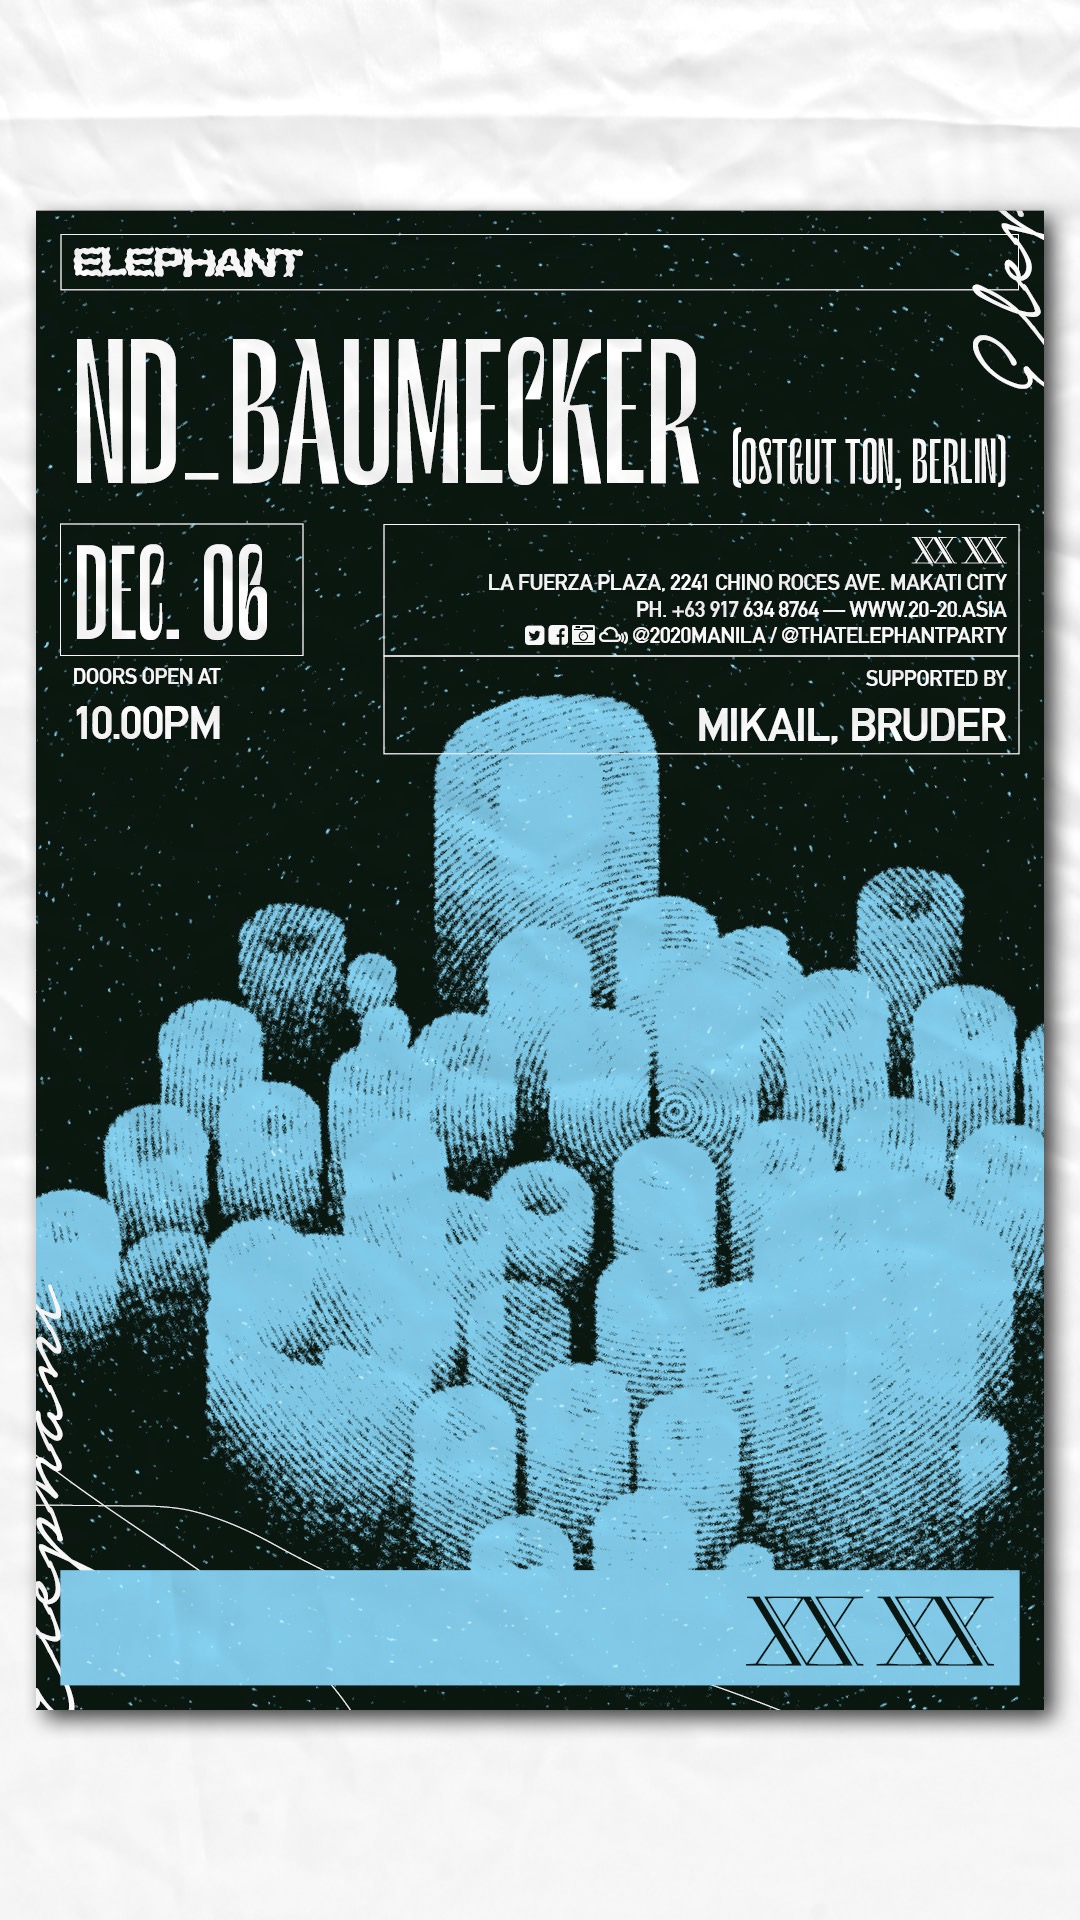 ELEPHANT
Elep
ND_BAUMECKER (OSTGUT TON, BERLIN)
DEC. 06
DOORS OPEN AT
10.00PM
XX XX
LA FUERZA PLAZA, 2241 CHINO ROCES AVE. MAKATI CITY
PH. +63 917 634 8764 — WWW.20-20.ASIA
@2020MANILA / @THATELEPHANTPARTY
SUPPORTED BY
MIKAIL, BRUDER
Elephant
XX XX